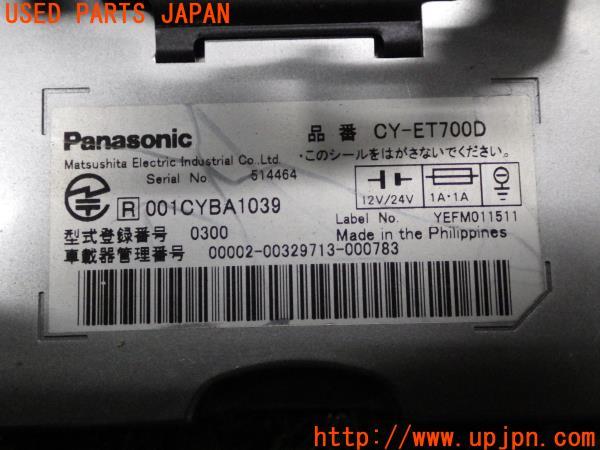 USED PARTS JAPAN
Panasonic
品番 CY-ET700D
Matsushita Electric Industrial Co.,Ltd.
・このシールをはがさないでください。
Serial No 514464
R 001CYBA1039
12V/24V
1A・1A
型式登録番号 0300
Label No. YEFM011511
Made in the Philippines
車載器管理番号 00002-00329713-000783
USED PARTS JAPAN
http://www.upjpn.com